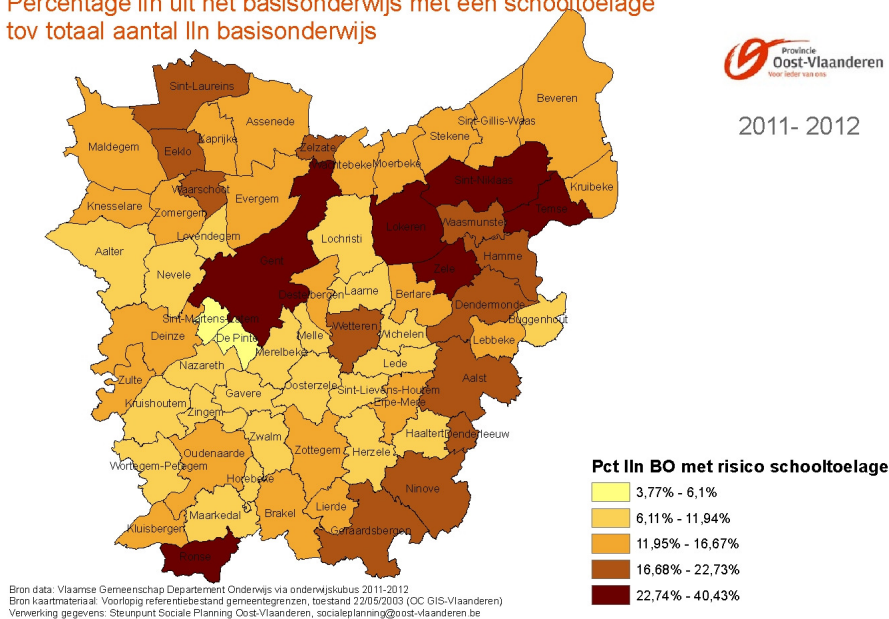 Percentage lln uit het basisonderwijs met een schooltoelage
tov totaal aantal lln basisonderwijs
Provincie
Oost-Vlaanderen
Voor ieder van ons
2011- 2012
Sint-Laureins
Beveren
Assenede
Sint-Gillis-Waas
Stekene
Kaprijke
Maldegem
Eeklo
Zelzate
Wachtebeke
Moerbeke
Sint-Niklaas
Kruibeke
Waarschoot
Evergem
Knesselare
Zomergem
Temse
Lovendegem
Lochristi
Lokeren
Waasmunster
Aalter
Hamme
Nevele
Gent
Zele
Destelbergen
Laarne
Berlare
Dendermonde
Sint-Martens-Latem
Buggenhout
Deinze
De Pinte
Melle
Wetteren
Wichelen
Lebbeke
Merelbeke
Nazareth
Lede
Zulte
Aalst
Gavere
Oosterzele
Sint-Lievens-Houtem
Kruishoutem
Erpe-Mere
Zingem
Zwalm
Haaltert
Denderleeuw
Oudenaarde
Zottegem
Herzele
Wortegem-Petegem
Horebeke
Ninove
Maarkedal
Brakel
Lierde
Kluisbergen
Geraardsbergen
Ronse
Pct lln BO met risico schooltoelage
3,77% - 6,1%
6,11% - 11,94%
11,95% - 16,67%
16,68% - 22,73%
22,74% - 40,43%
Bron data: Vlaamse Gemeenschap Departement Onderwijs via onderwijskubus 2011-2012
Bron kaartmateriaal: Voorlopig referentiebestand gemeentegrenzen, toestand 22/05/2003 (OC GIS-Vlaanderen)
Verwerking gegevens: Steunpunt Sociale Planning Oost-Vlaanderen, socialeplanning@oost-vlaanderen.be